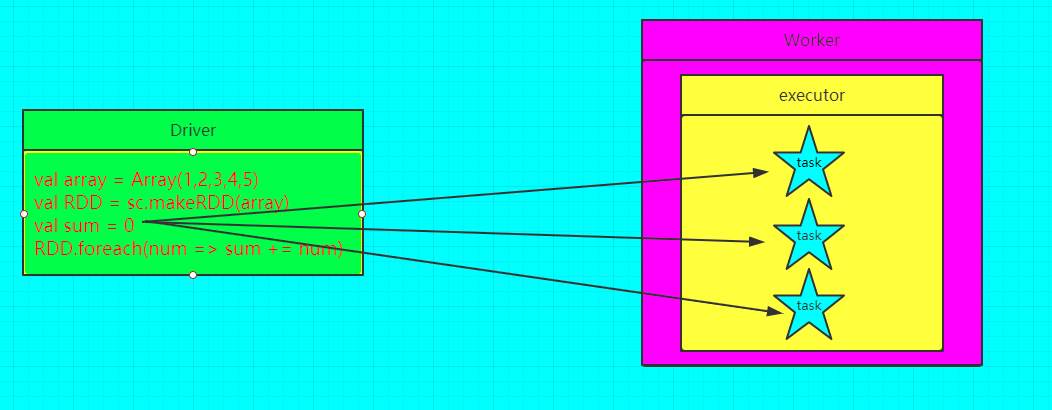 Driver
val array = Array(1,2,3,4,5)
val RDD = sc.makeRDD(array)
val sum = 0
RDD.foreach(num => sum += num)
Worker
executor
task
task
task